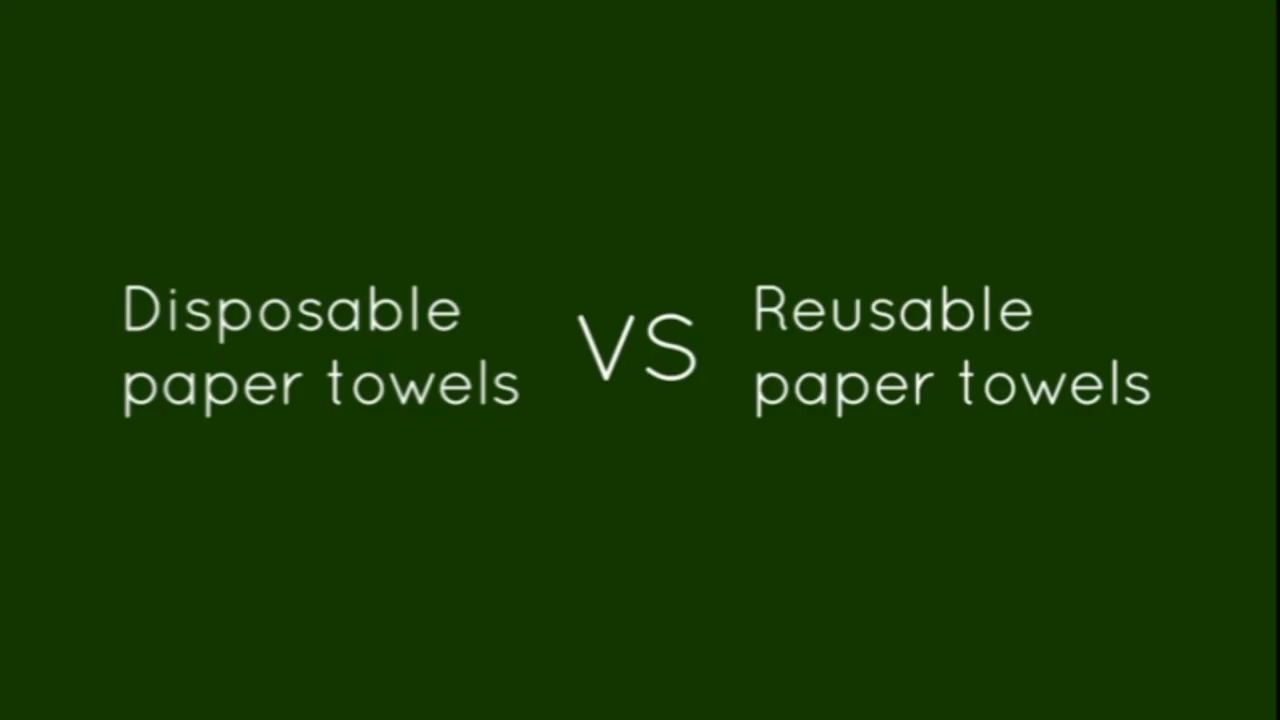 Disposable
paper towels
VS
Reusable
paper towels